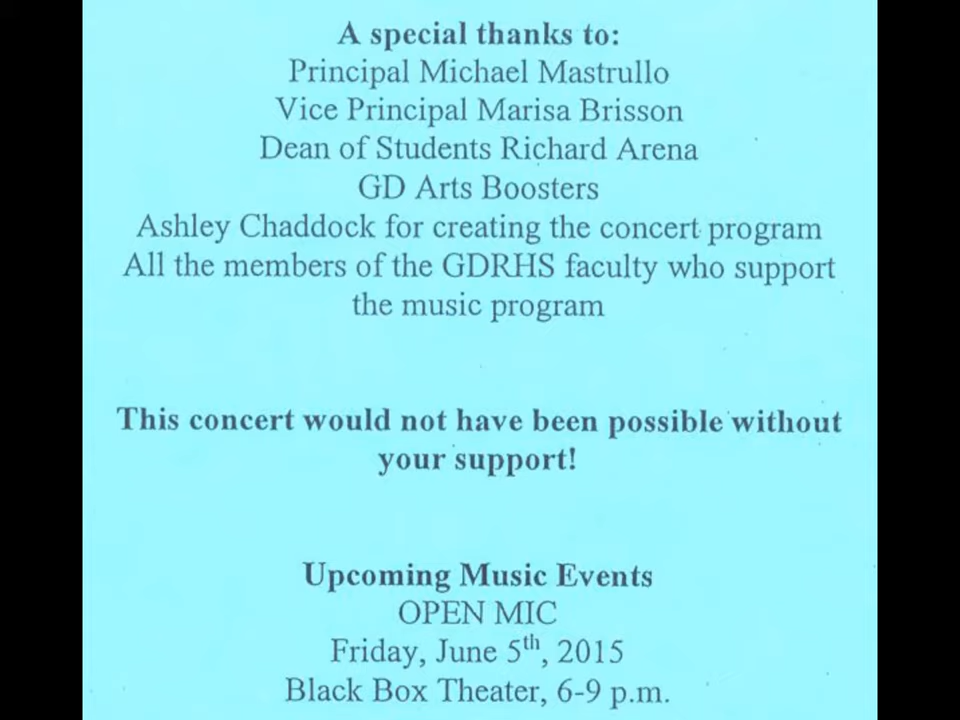 A special thanks to:
Principal Michael Mastrullo
Vice Principal Marisa Brisson
Dean of Students Richard Arena
GD Arts Boosters
Ashley Chaddock for creating the concert program
All the members of the GDRHS faculty who support
the music program
This concert would not have been possible without
your support!
Upcoming Music Events
OPEN MIC
Friday, June 5th, 2015
Black Box Theater, 6-9 p.m.